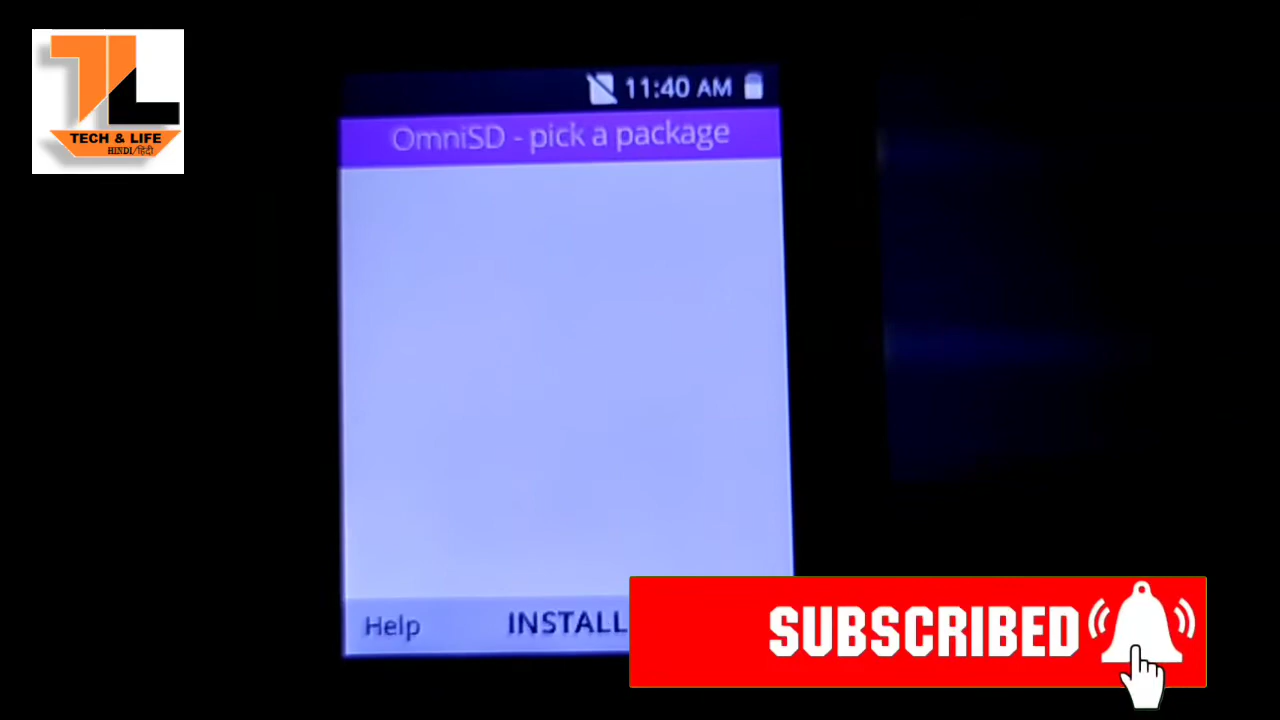 TECH & LIFE
HINDI/हिंदी
11:40 AM
OmniSD - pick a package
Help
INSTALL
SUBSCRIBED